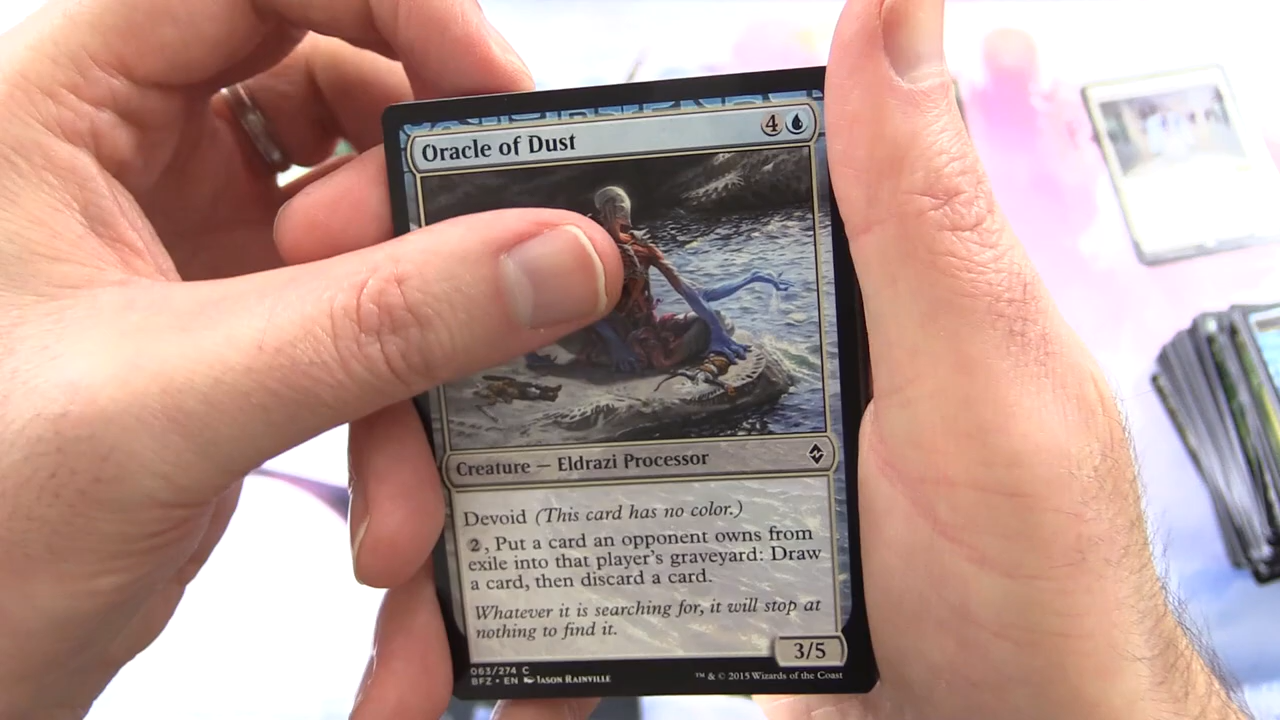 Oracle of Dust 4
Creature — Eldrazi Processor
Devoid (This card has no color.)
2, Put a card an opponent owns from
exile into that player's graveyard: Draw
a card, then discard a card.
Whatever it is searching for, it will stop at
nothing to find it.
3/5
063/274 C
BFZ • EN Jason Rainville
™ & © 2015 Wizards of the Coast